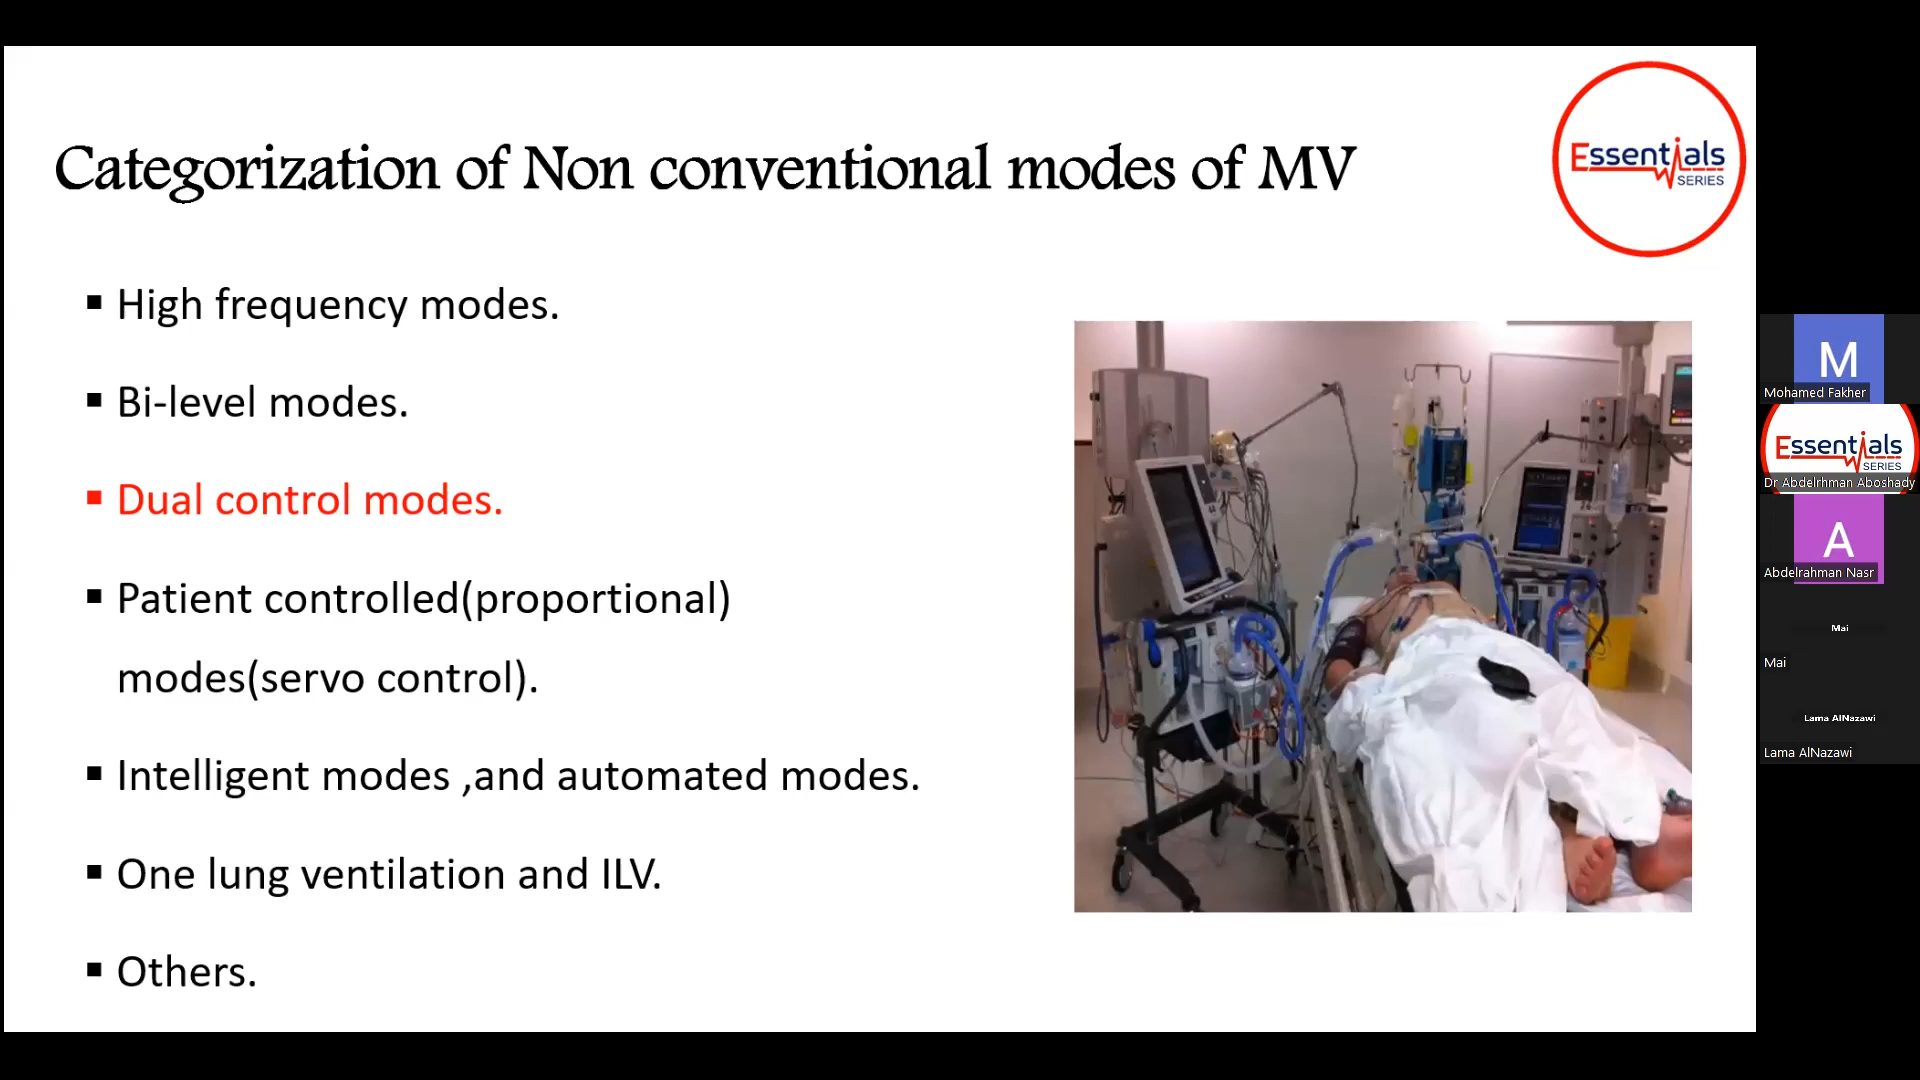 Categorization of Non conventional modes of MV
Essentials
SERIES
▪ High frequency modes.
▪ Bi-level modes.
▪ Dual control modes.
▪ Patient controlled(proportional)
modes(servo control).
▪ Intelligent modes ,and automated modes.
▪ One lung ventilation and ILV.
▪ Others.
M
Mohamed Fakher
Essentials
SERIES
Dr Abdelrhman Aboshady
A
Abdelrahman Nasr
Mai
Mai
Lama AlNazawi
Lama AlNazawi